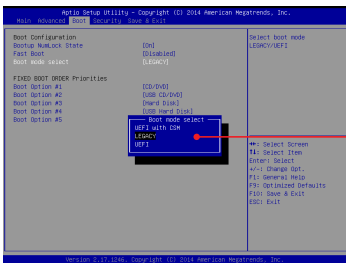 Aptio Setup Utility - Copyright (C) 2014 American Megatrends, Inc.
Main Advanced Boot Security Save & Exit
Boot Configuration
Bootup NumLock State [On]
Fast Boot [Disabled]
Boot mode select [LEGACY]
FIXED BOOT ORDER Priorities
Boot Option #1 [CD/DVD]
Boot Option #2 [USB CD/DVD]
Boot Option #3 [Hard Disk]
Boot Option #4 [USB Hard Disk]
Boot Option #5
Boot mode select
UEFI with CSM
LEGACY
UEFI
Select boot mode
LEGACY/UEFI
→←: Select Screen
↑↓: Select Item
Enter: Select
+/-: Change Opt.
F1: General Help
F9: Optimized Defaults
F10: Save & Exit
ESC: Exit
Version 2.17.1246. Copyright (C) 2014 American Megatrends, Inc.